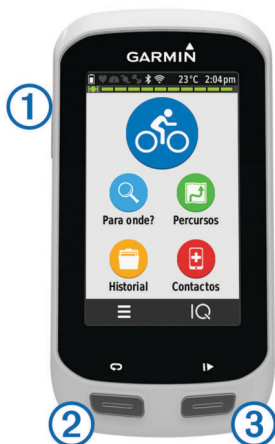 GARMIN
23°C 2:04pm
1
Para onde?
Percursos
Historial
Contactos
IQ
2
3